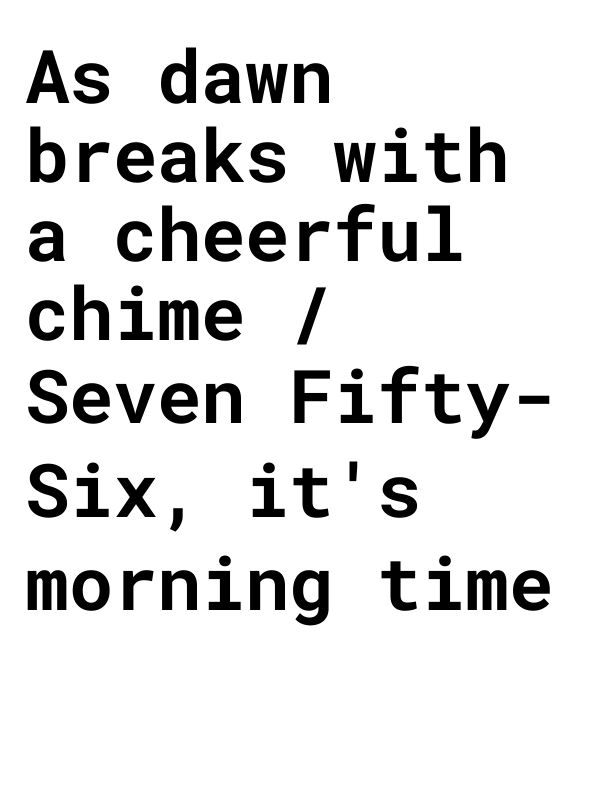 As dawn
breaks with
a cheerful
chime /
Seven Fifty-
Six, it's
morning time